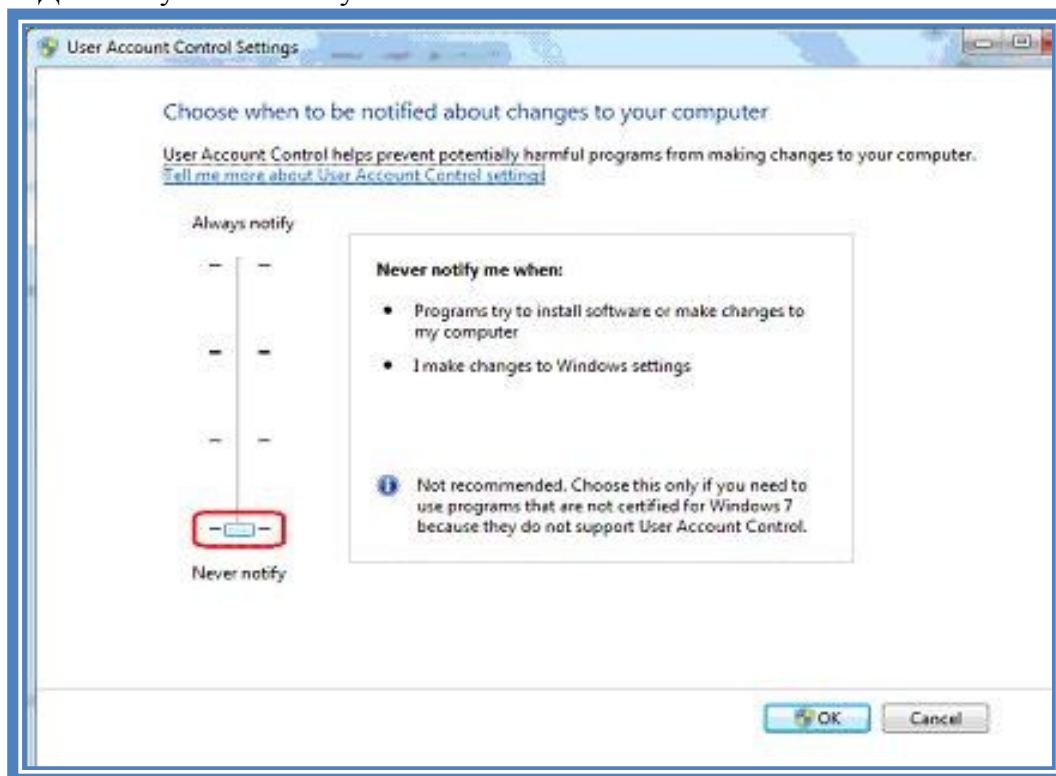 User Account Control Settings
Choose when to be notified about changes to your computer
User Account Control helps prevent potentially harmful programs from making changes to your computer.
Tell me more about User Account Control settings
Always notify
Never notify me when:
• Programs try to install software or make changes to
my computer
• I make changes to Windows settings
Not recommended. Choose this only if you need to
use programs that are not certified for Windows 7
because they do not support User Account Control.
Never notify
OK
Cancel